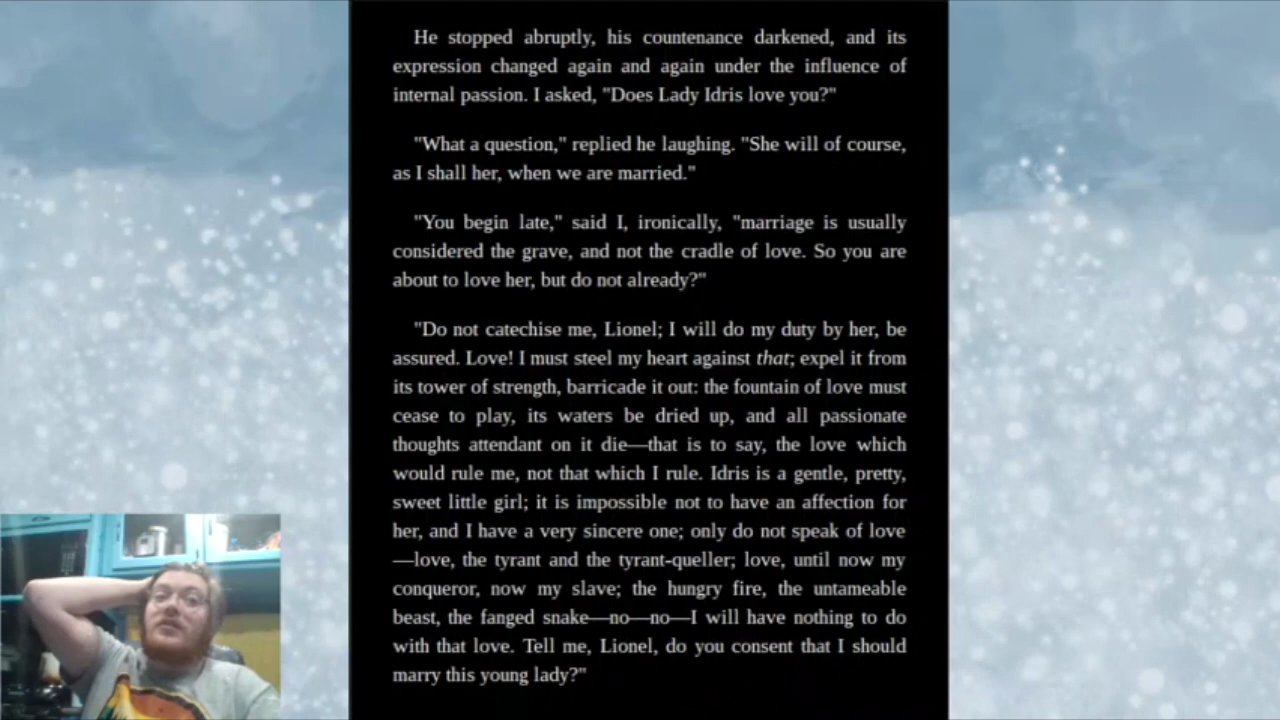 He stopped abruptly, his countenance darkened, and its
expression changed again and again under the influence of
internal passion. I asked, "Does Lady Idris love you?"
"What a question," replied he laughing. "She will of course,
as I shall her, when we are married."
"You begin late," said I, ironically, "marriage is usually
considered the grave, and not the cradle of love. So you are
about to love her, but do not already?"
"Do not catechise me, Lionel; I will do my duty by her, be
assured. Love! I must steel my heart against that; expel it from
its tower of strength, barricade it out: the fountain of love must
cease to play, its waters be dried up, and all passionate
thoughts attendant on it die—that is to say, the love which
would rule me, not that which I rule. Idris is a gentle, pretty,
sweet little girl; it is impossible not to have an affection for
her, and I have a very sincere one; only do not speak of love
—love, the tyrant and the tyrant-queller; love, until now my
conqueror, now my slave; the hungry fire, the untameable
beast, the fanged snake—no—no—I will have nothing to do
with that love. Tell me, Lionel, do you consent that I should
marry this young lady?"